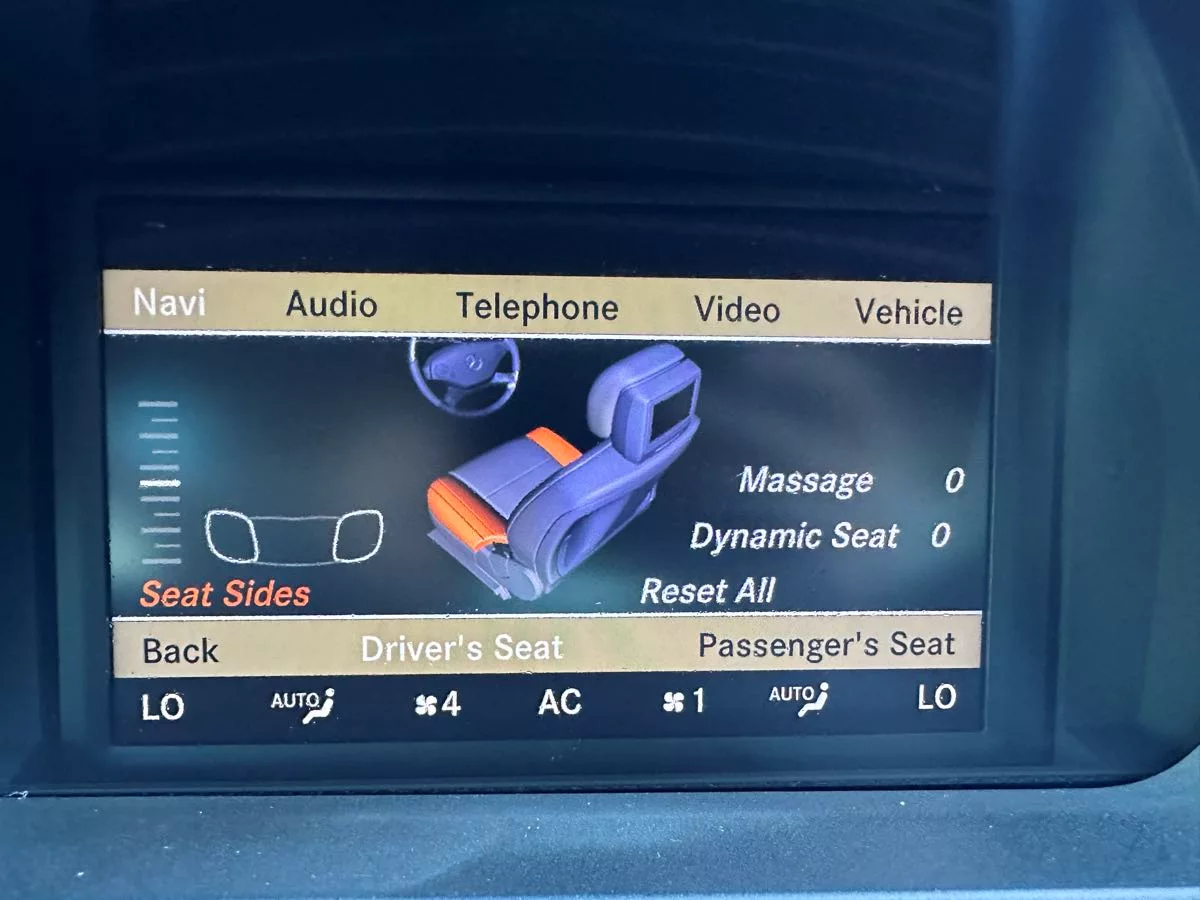 Navi Audio Telephone Video Vehicle
Massage 0
Dynamic Seat 0
Seat Sides Reset All
Back Driver's Seat Passenger's Seat
LO AUTO 4 AC 1 AUTO LO